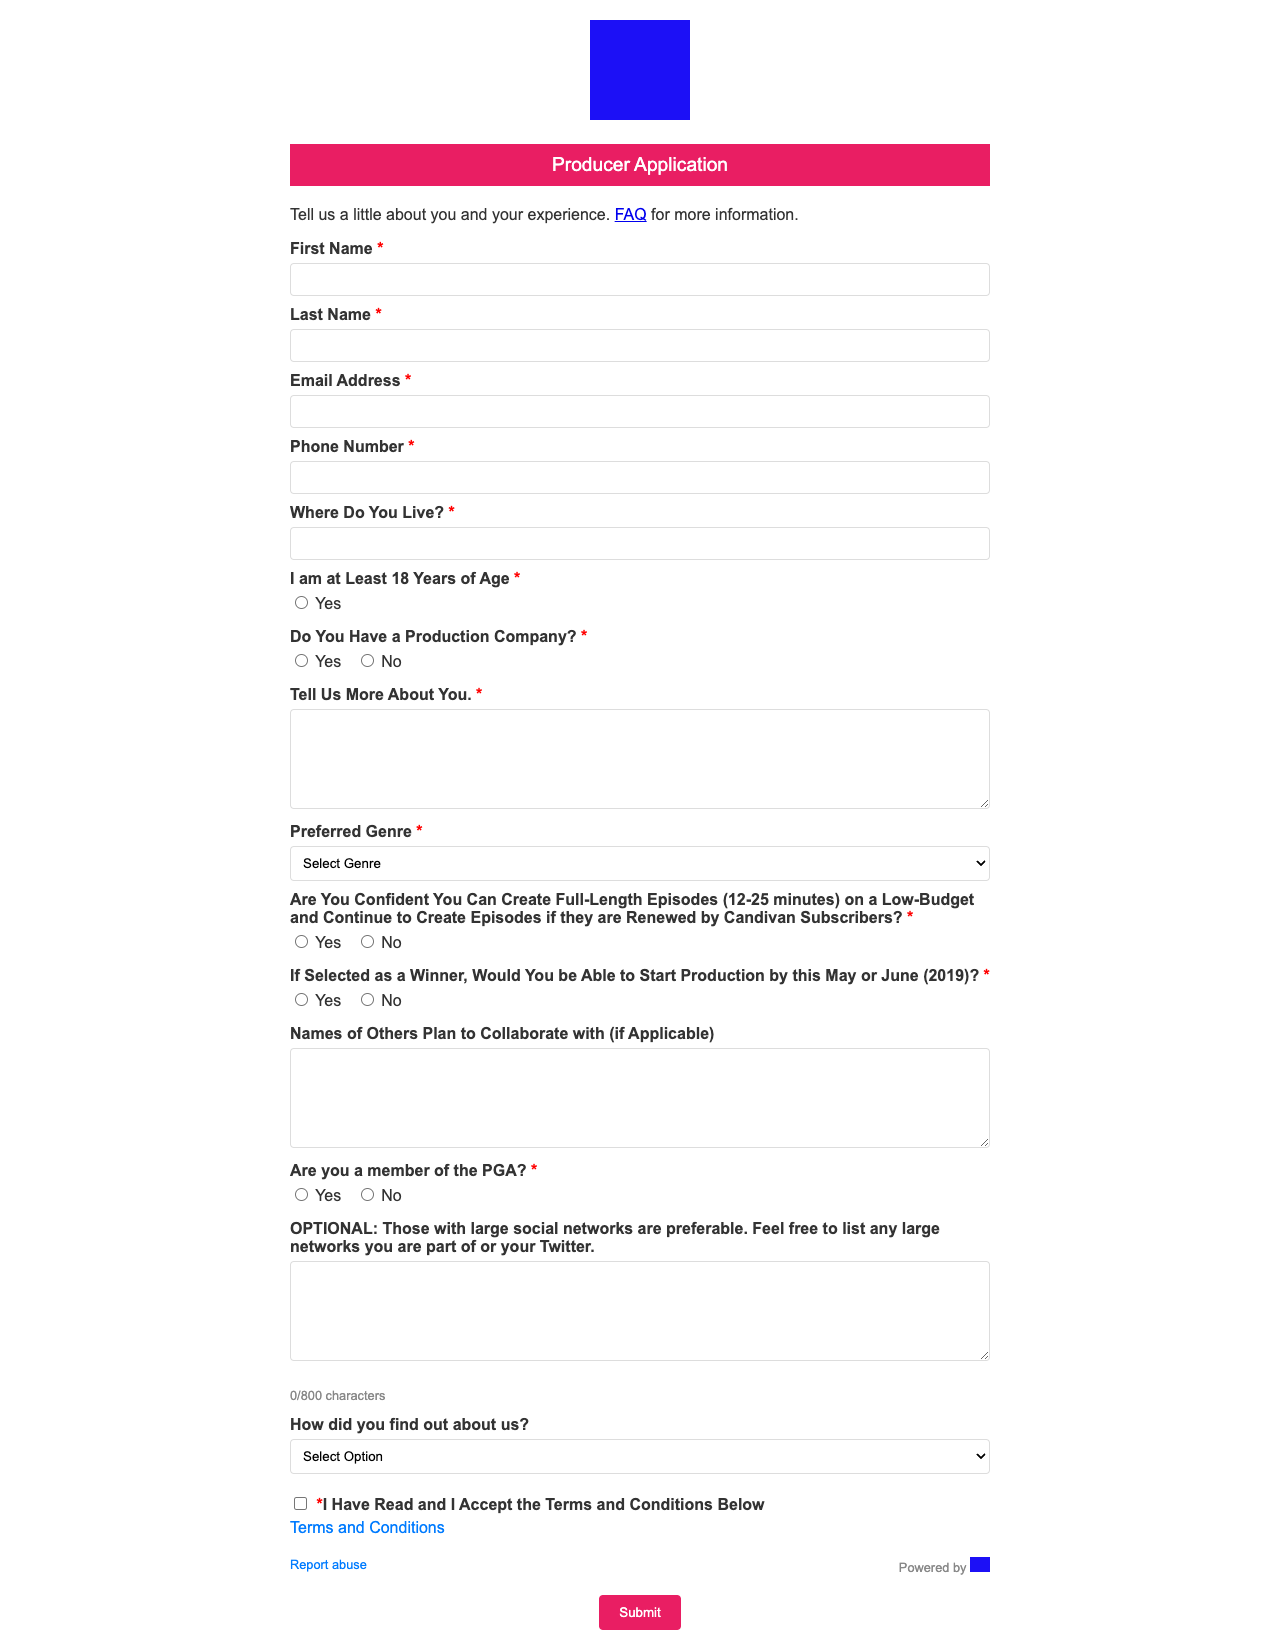 Producer Application
Tell us a little about you and your experience. FAQ for more information.
First Name *
Last Name *
Email Address *
Phone Number *
Where Do You Live? *
I am at Least 18 Years of Age *
Yes
Do You Have a Production Company? *
Yes No
Tell Us More About You. *
Preferred Genre *
Select Genre
Are You Confident You Can Create Full-Length Episodes (12-25 minutes) on a Low-Budget
and Continue to Create Episodes if they are Renewed by Candivan Subscribers? *
Yes No
If Selected as a Winner, Would You be Able to Start Production by this May or June (2019)? *
Yes No
Names of Others Plan to Collaborate with (if Applicable)
Are you a member of the PGA? *
Yes No
OPTIONAL: Those with large social networks are preferable. Feel free to list any large
networks you are part of or your Twitter.
0/800 characters
How did you find out about us?
Select Option
*I Have Read and I Accept the Terms and Conditions Below
Terms and Conditions
Report abuse Powered by
Submit